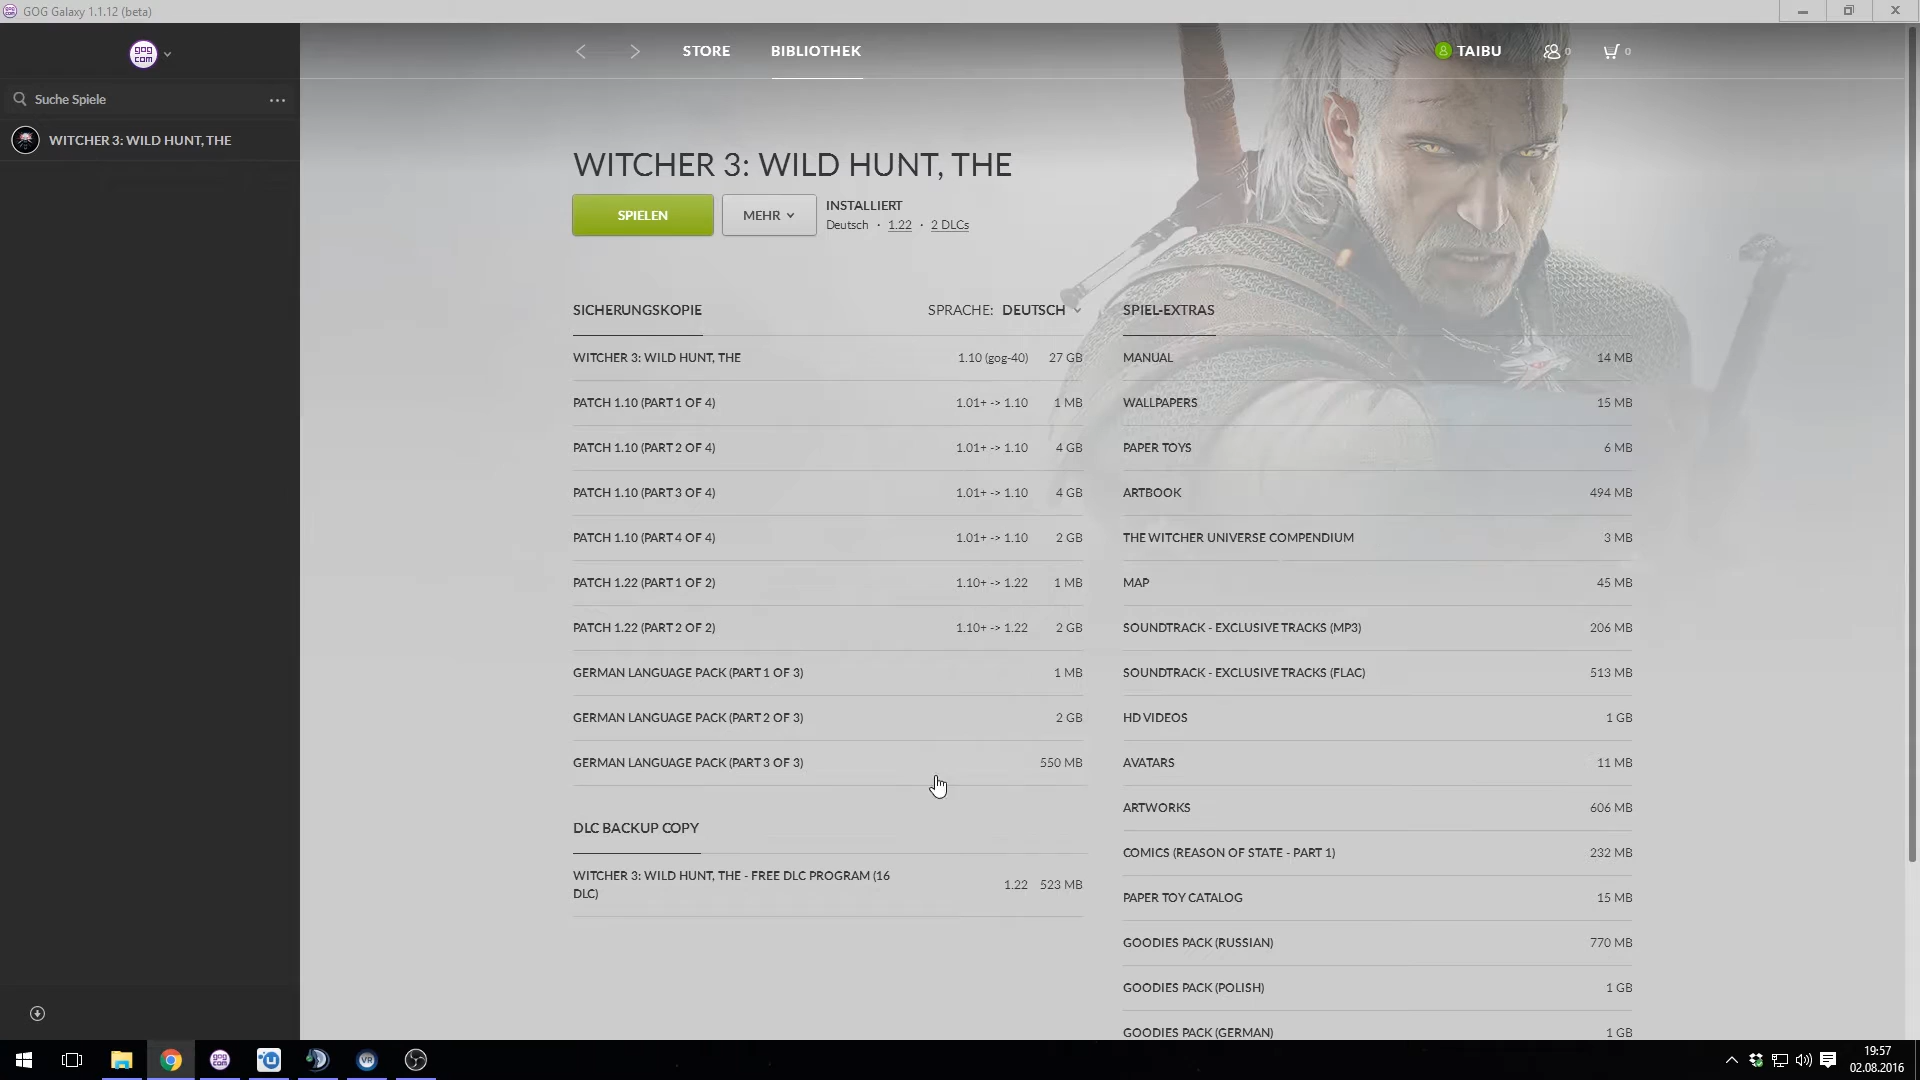 GOG Galaxy 1.1.12 (beta)
gog
com
STORE
BIBLIOTHEK
TAIBU
0
0
Suche Spiele
WITCHER 3: WILD HUNT, THE
WITCHER 3: WILD HUNT, THE
SPIELEN
MEHR
INSTALLIERT
Deutsch · 1.22 · 2 DLCs
SICHERUNGSKOPIE SPRACHE: DEUTSCH
WITCHER 3: WILD HUNT, THE 1.10 (gog-40) 27 GB
PATCH 1.10 (PART 1 OF 4) 1.01+ -> 1.10 1 MB
PATCH 1.10 (PART 2 OF 4) 1.01+ -> 1.10 4 GB
PATCH 1.10 (PART 3 OF 4) 1.01+ -> 1.10 4 GB
PATCH 1.10 (PART 4 OF 4) 1.01+ -> 1.10 2 GB
PATCH 1.22 (PART 1 OF 2) 1.10+ -> 1.22 1 MB
PATCH 1.22 (PART 2 OF 2) 1.10+ -> 1.22 2 GB
GERMAN LANGUAGE PACK (PART 1 OF 3) 1 MB
GERMAN LANGUAGE PACK (PART 2 OF 3) 2 GB
GERMAN LANGUAGE PACK (PART 3 OF 3) 550 MB
DLC BACKUP COPY
WITCHER 3: WILD HUNT, THE - FREE DLC PROGRAM (16
DLC) 1.22 523 MB
SPIEL-EXTRAS
MANUAL 14 MB
WALLPAPERS 15 MB
PAPER TOYS 6 MB
ARTBOOK 494 MB
THE WITCHER UNIVERSE COMPENDIUM 3 MB
MAP 45 MB
SOUNDTRACK - EXCLUSIVE TRACKS (MP3) 206 MB
SOUNDTRACK - EXCLUSIVE TRACKS (FLAC) 513 MB
HD VIDEOS 1 GB
AVATARS 11 MB
ARTWORKS 606 MB
COMICS (REASON OF STATE - PART 1) 232 MB
PAPER TOY CATALOG 15 MB
GOODIES PACK (RUSSIAN) 770 MB
GOODIES PACK (POLISH) 1 GB
GOODIES PACK (GERMAN) 1 GB
gog
com
VR
19:57
02.08.2016